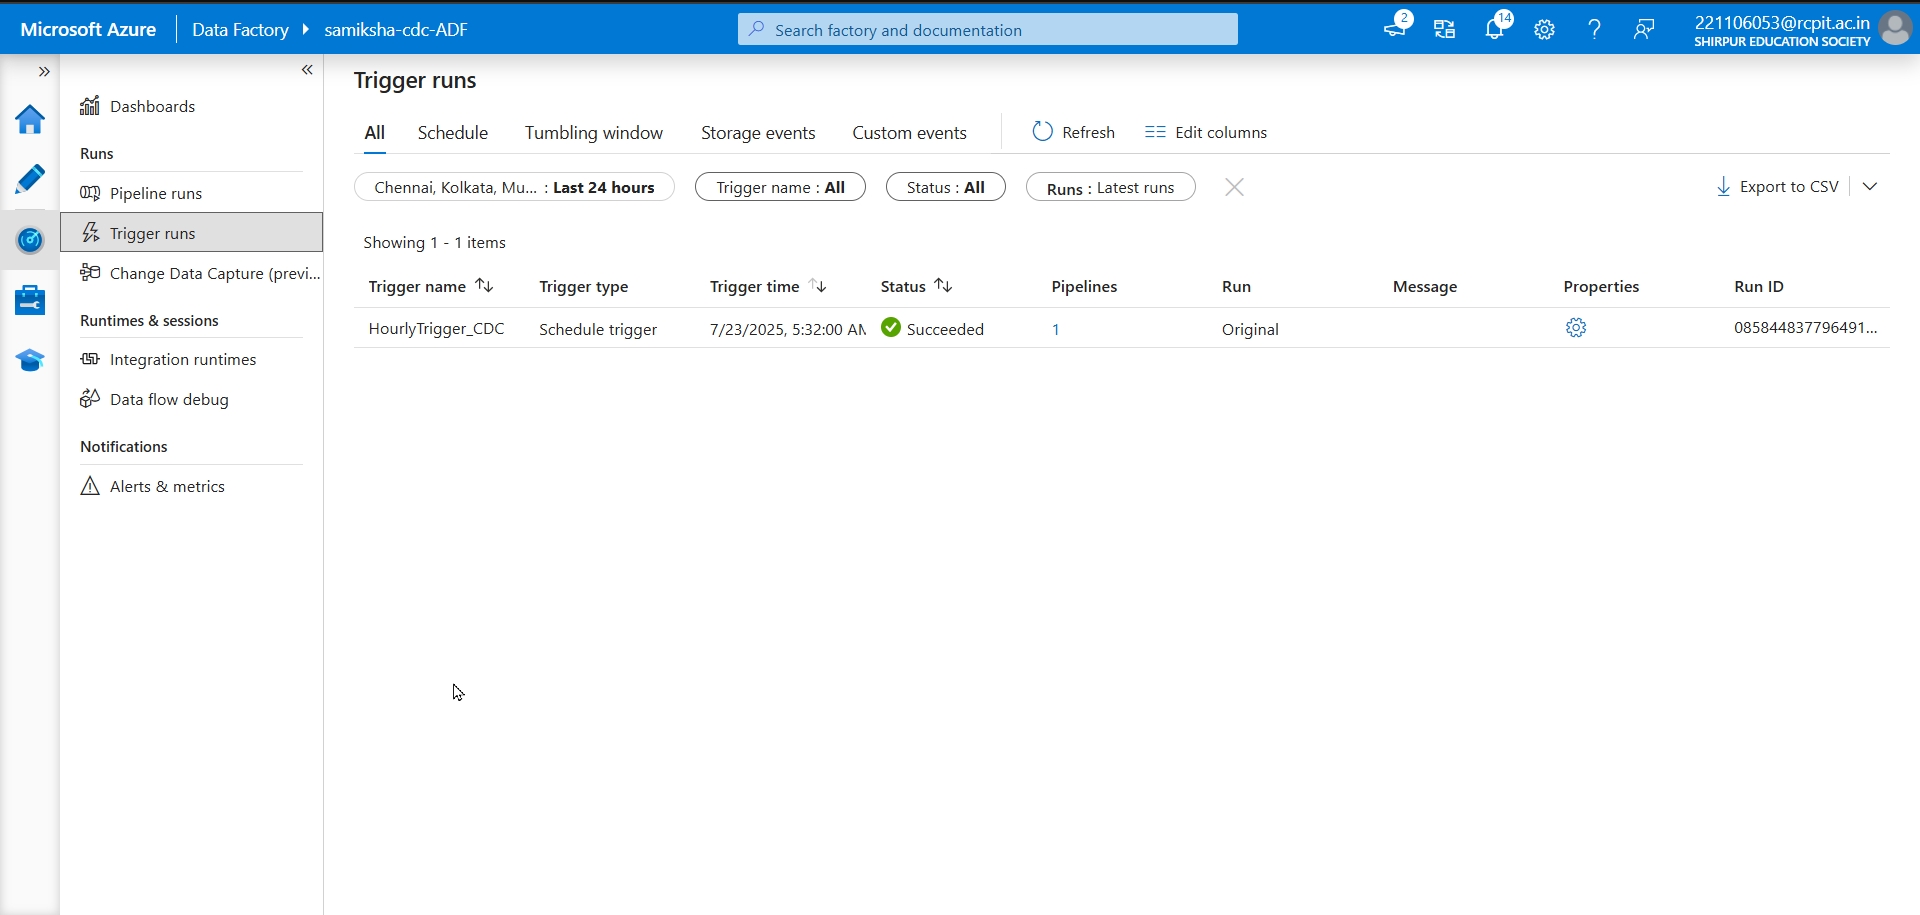 Microsoft Azure
Data Factory
samiksha-cdc-ADF
Search factory and documentation
2
14
221106053@rcpit.ac.in
SHIRPUR EDUCATION SOCIETY
Dashboards
Runs
Pipeline runs
Trigger runs
Change Data Capture (previ...
Runtimes & sessions
Integration runtimes
Data flow debug
Notifications
Alerts & metrics
Trigger runs
All
Schedule
Tumbling window
Storage events
Custom events
Refresh
Edit columns
Chennai, Kolkata, Mu... : Last 24 hours
Trigger name : All
Status : All
Runs : Latest runs
Export to CSV
Showing 1 - 1 items
Trigger name
Trigger type
Trigger time
Status
Pipelines
Run
Message
Properties
Run ID
HourlyTrigger_CDC
Schedule trigger
7/23/2025, 5:32:00 AM
Succeeded
1
Original
085844837796491...